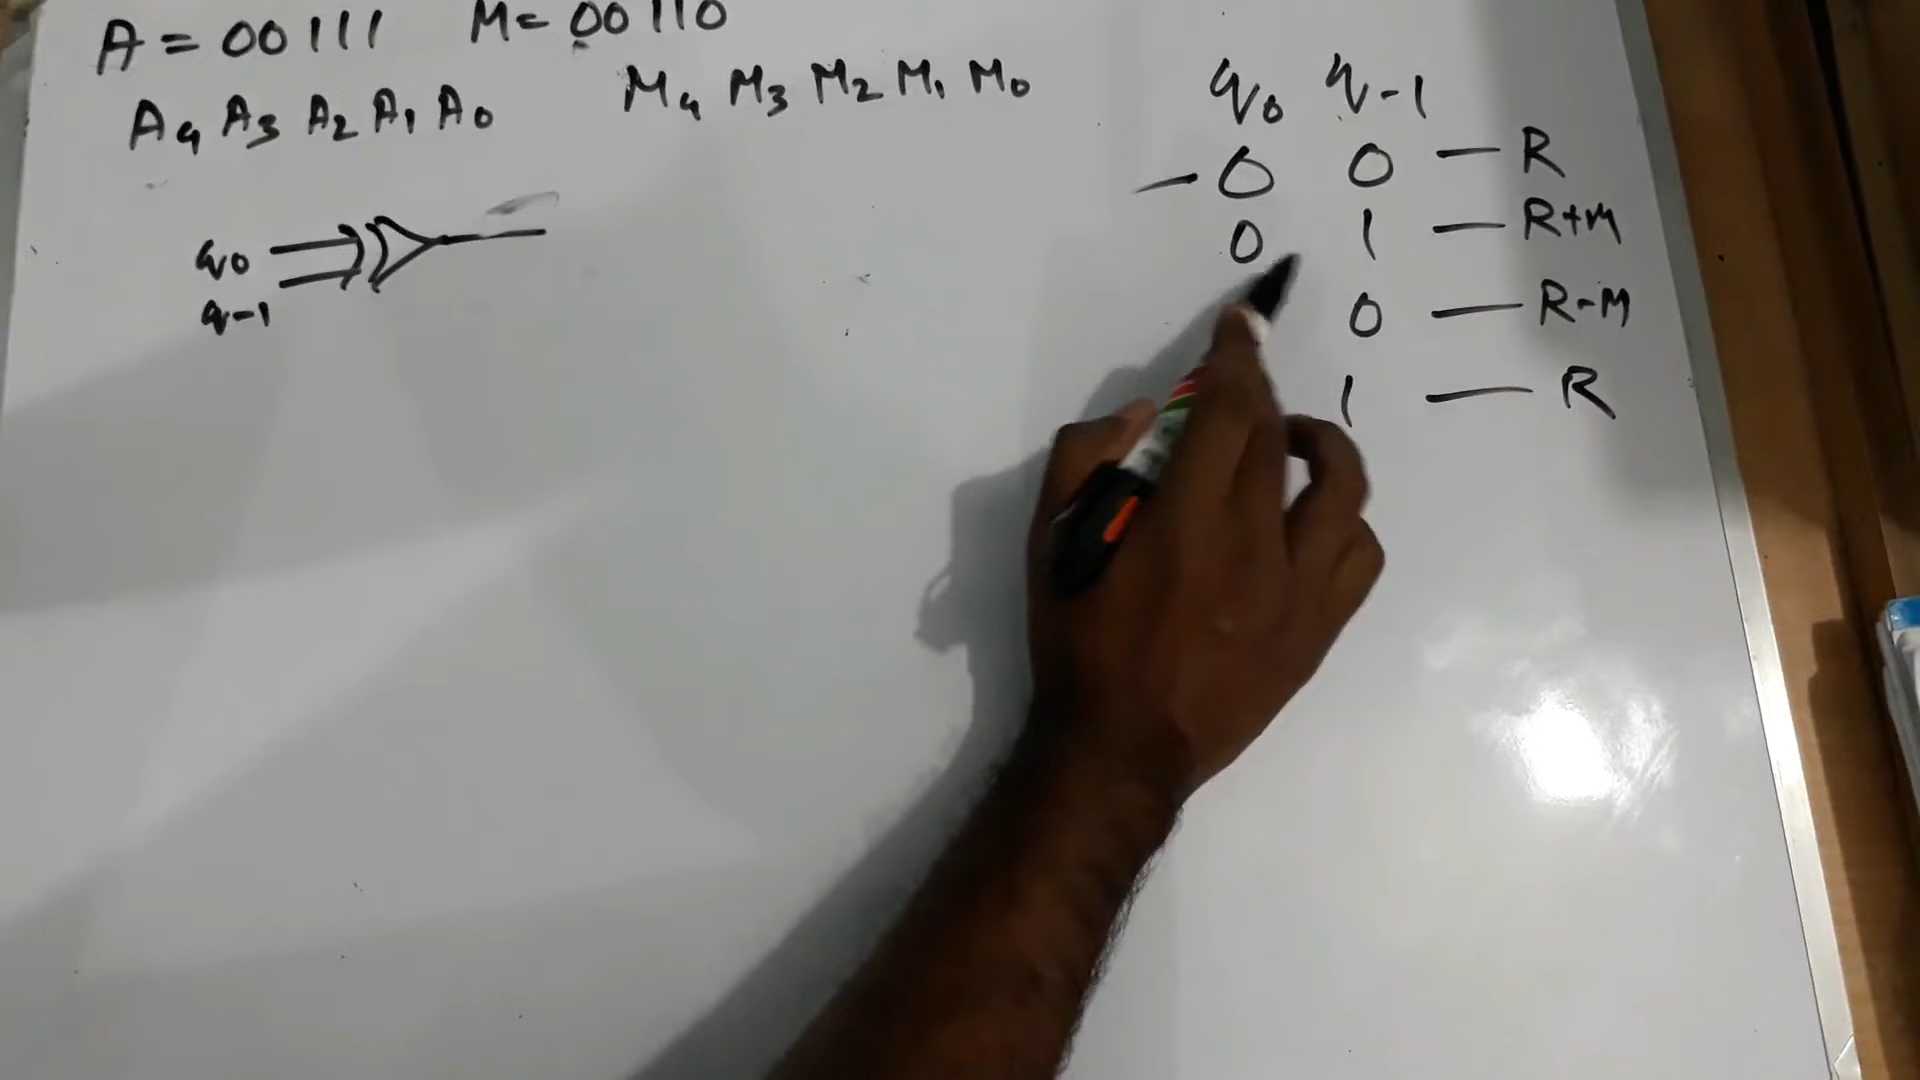 A = 00111 M = 00110
A4 A3 A2 A1 A0 M4 M3 M2 M1 M0
q0 q-1
0 0 — R
0 1 — R+M
0 — R-M
1 — R
q0
q-1